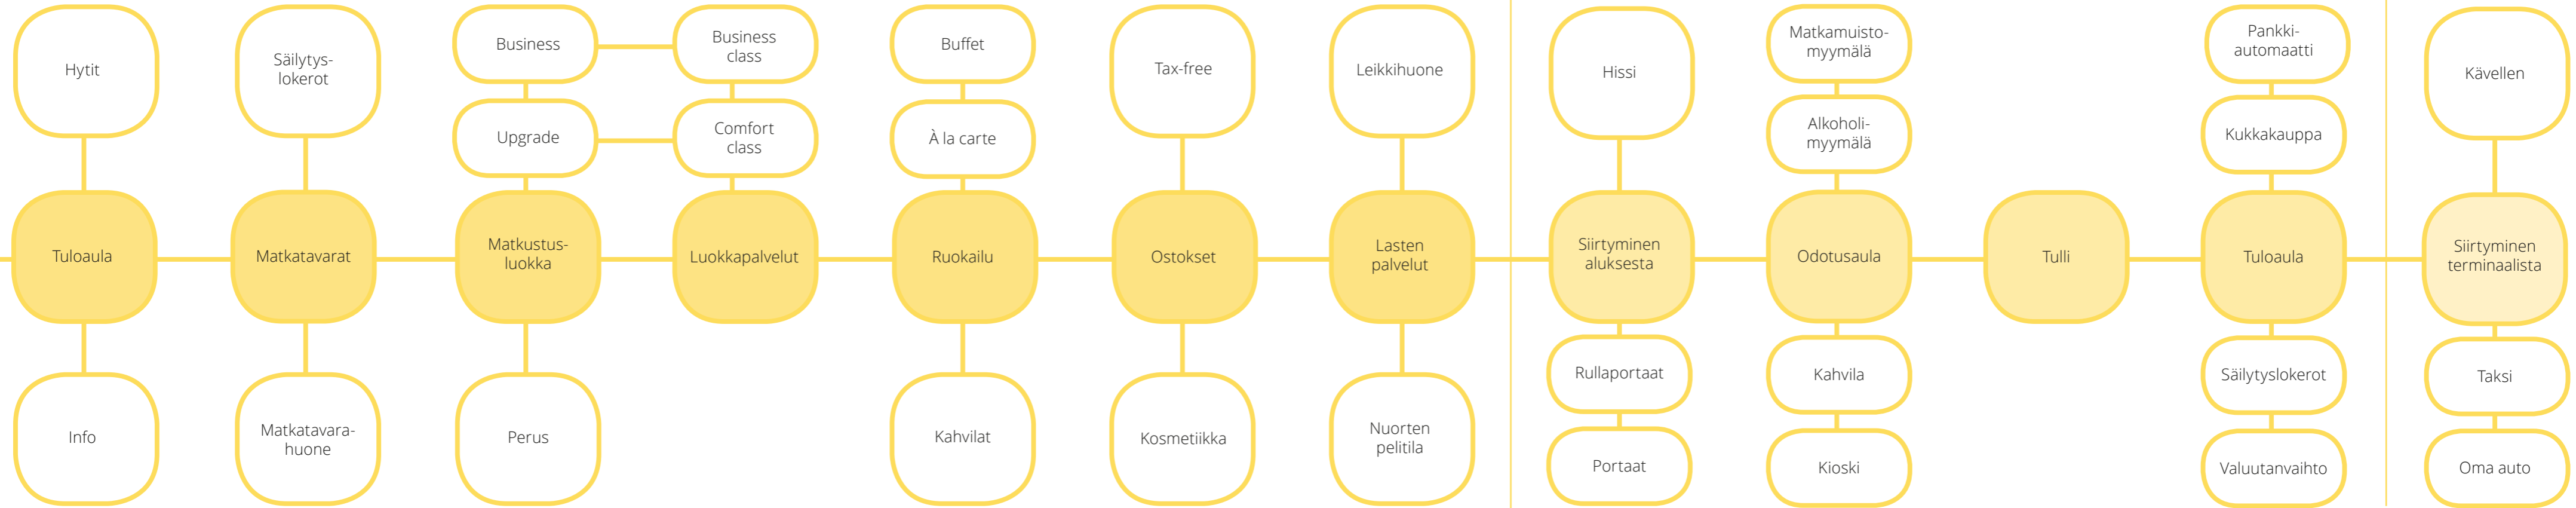 Hytit
Tuloaula
Info
Säilytys-
lokerot
Matkatavarat
Matkatavara-
huone
Business
Upgrade
Matkustus-
luokka
Perus
Business
class
Comfort
class
Luokkapalvelut
Buffet
À la carte
Ruokailu
Kahvilat
Tax-free
Ostokset
Kosmetiikka
Leikkihuone
Lasten
palvelut
Nuorten
pelitila
Hissi
Siirtyminen
aluksesta
Rullaportaat
Portaat
Matkamuisto-
myymälä
Alkoholi-
myymälä
Odotusaula
Kahvila
Kioski
Tulli
Pankki-
automaatti
Kukkakauppa
Tuloaula
Säilytyslokerot
Valuutanvaihto
Kävellen
Siirtyminen
terminaalista
Taksi
Oma auto